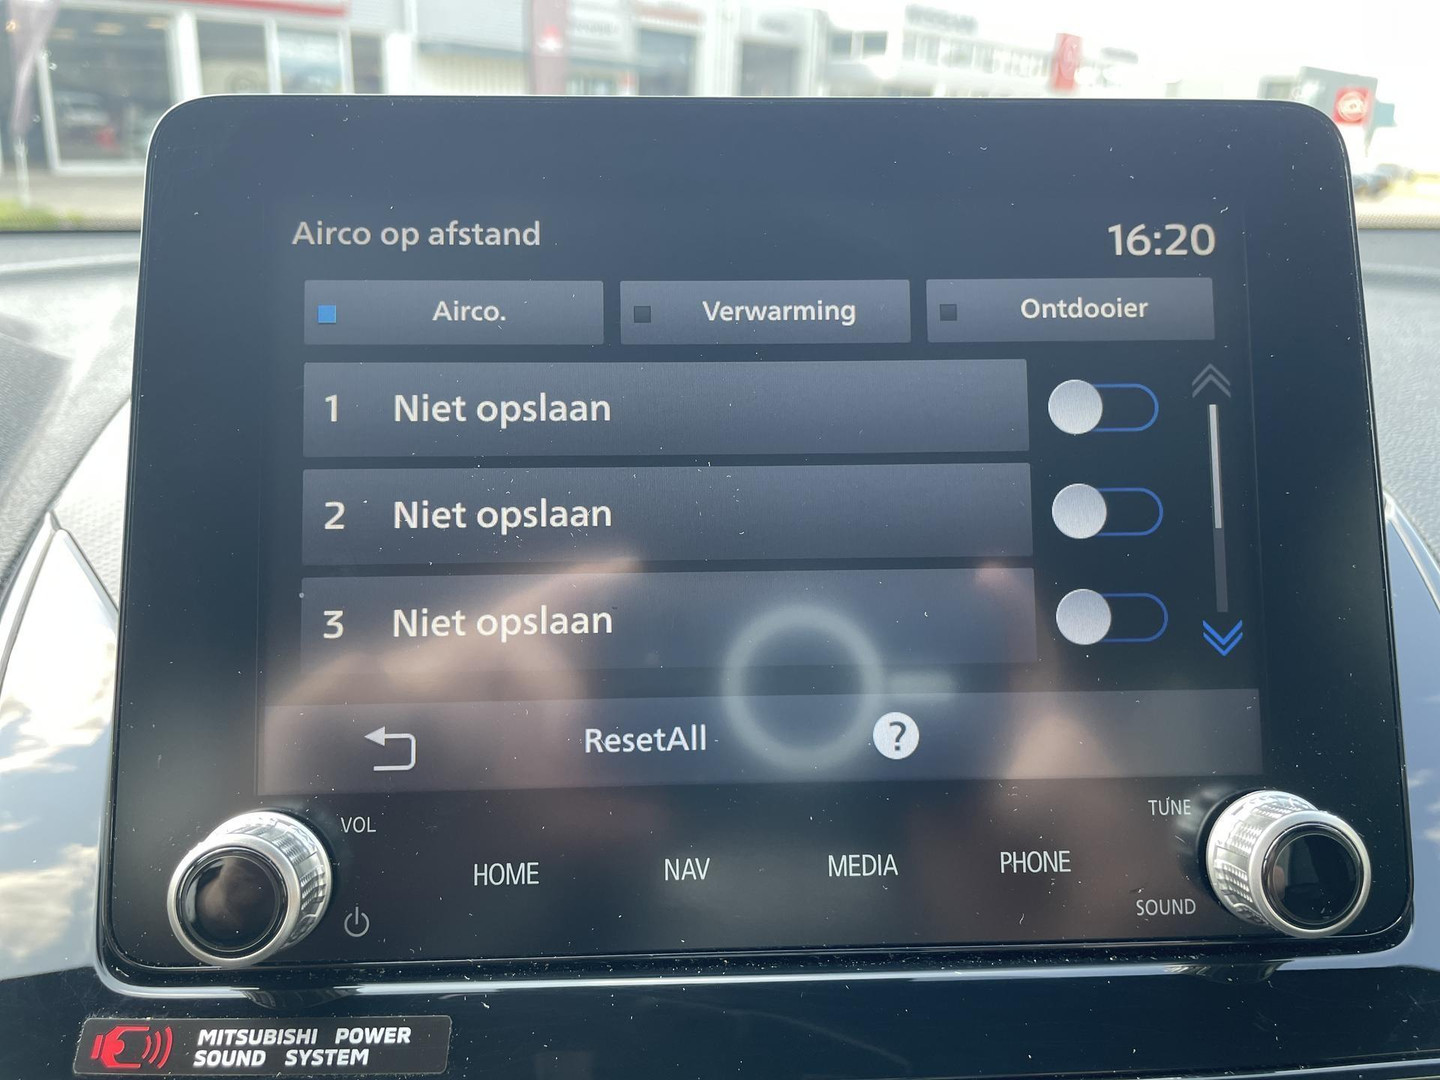 Airco op afstand
16:20
Airco.
Verwarming
Ontdooier
1 Niet opslaan
2 Niet opslaan
3 Niet opslaan
ResetAll
?
VOL
TUNE
HOME
NAV
MEDIA
PHONE
SOUND
MITSUBISHI POWER
SOUND SYSTEM